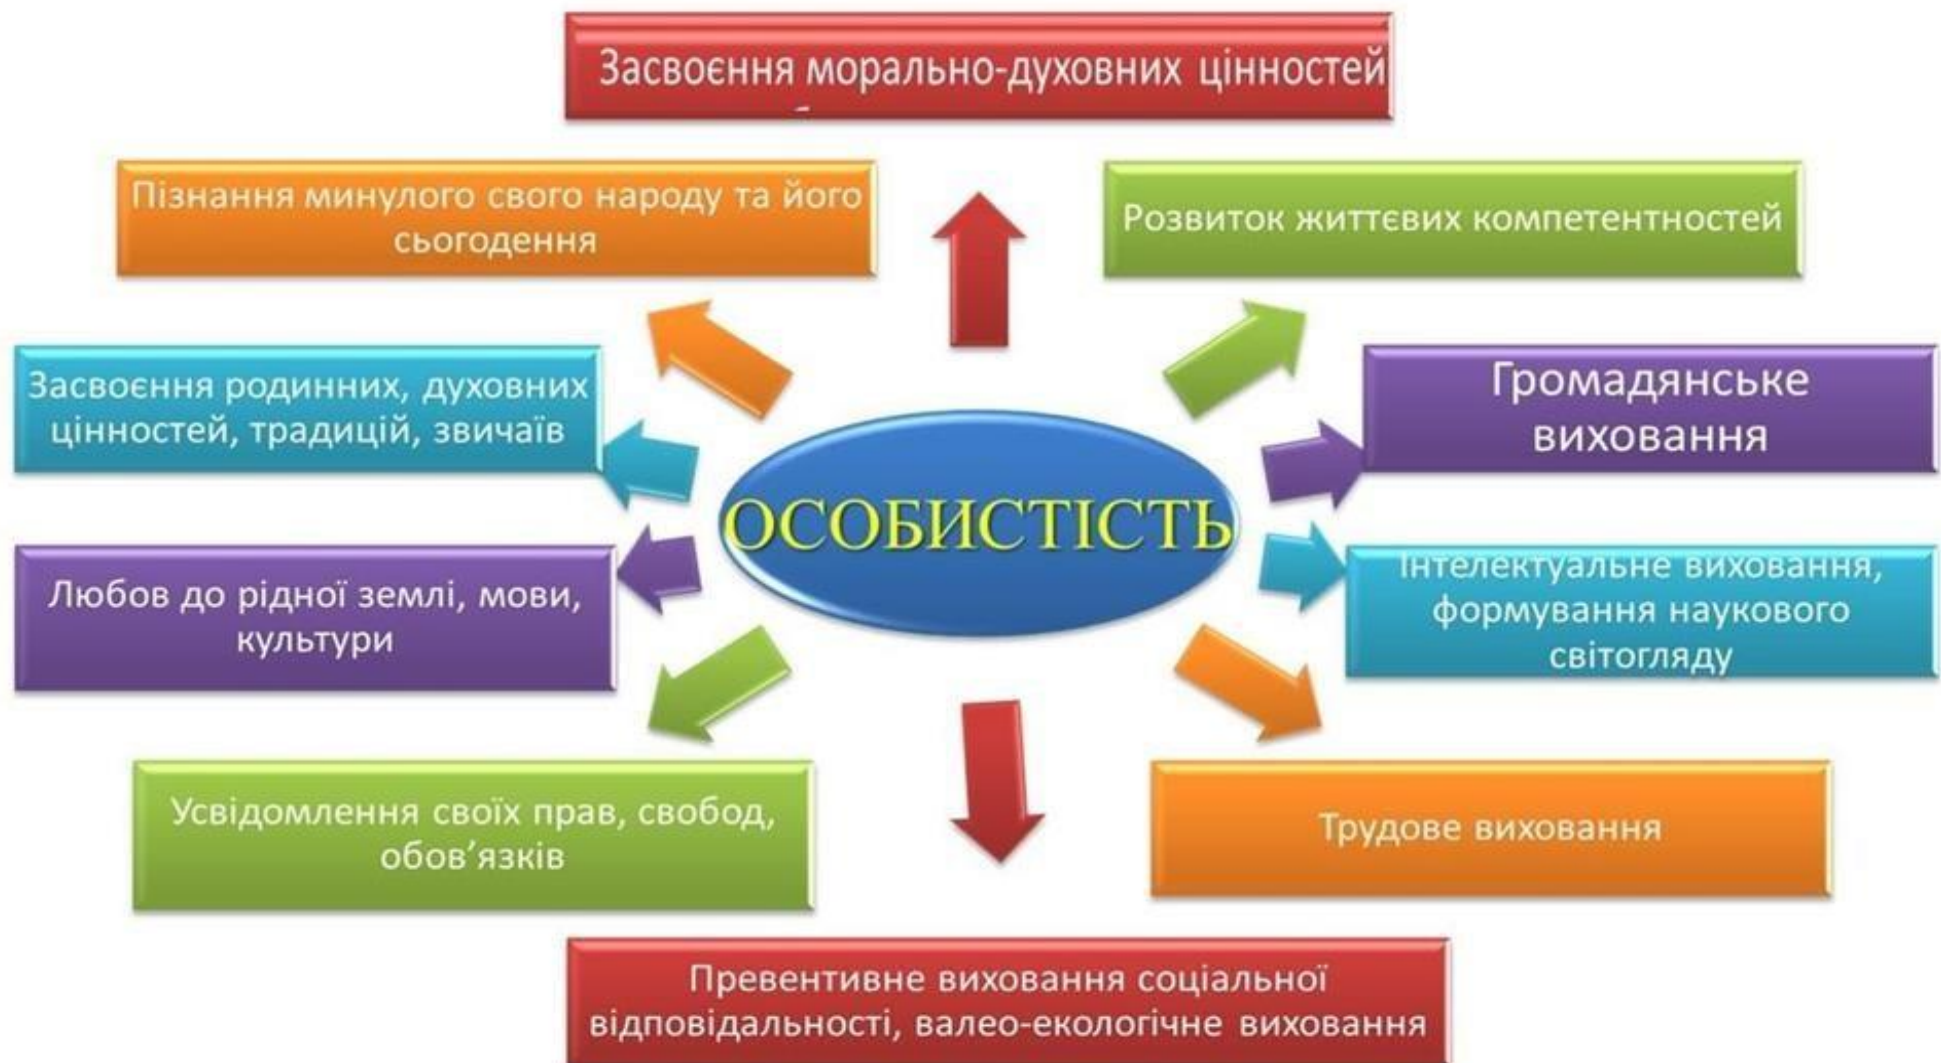 Засвоєння морально-духовних цінностей
Пізнання минулого свого народу та його
сьогодення
Розвиток життєвих компетентностей
Засвоєння родинних, духовних
цінностей, традицій, звичаїв
Громадянське
виховання
ОСОБИСТІСТЬ
Любов до рідної землі, мови,
культури
Інтелектуальне виховання,
формування наукового
світогляду
Усвідомлення своїх прав, свобод,
обов’язків
Трудове виховання
Превентивне виховання соціальної
відповідальності, валео-екологічне виховання